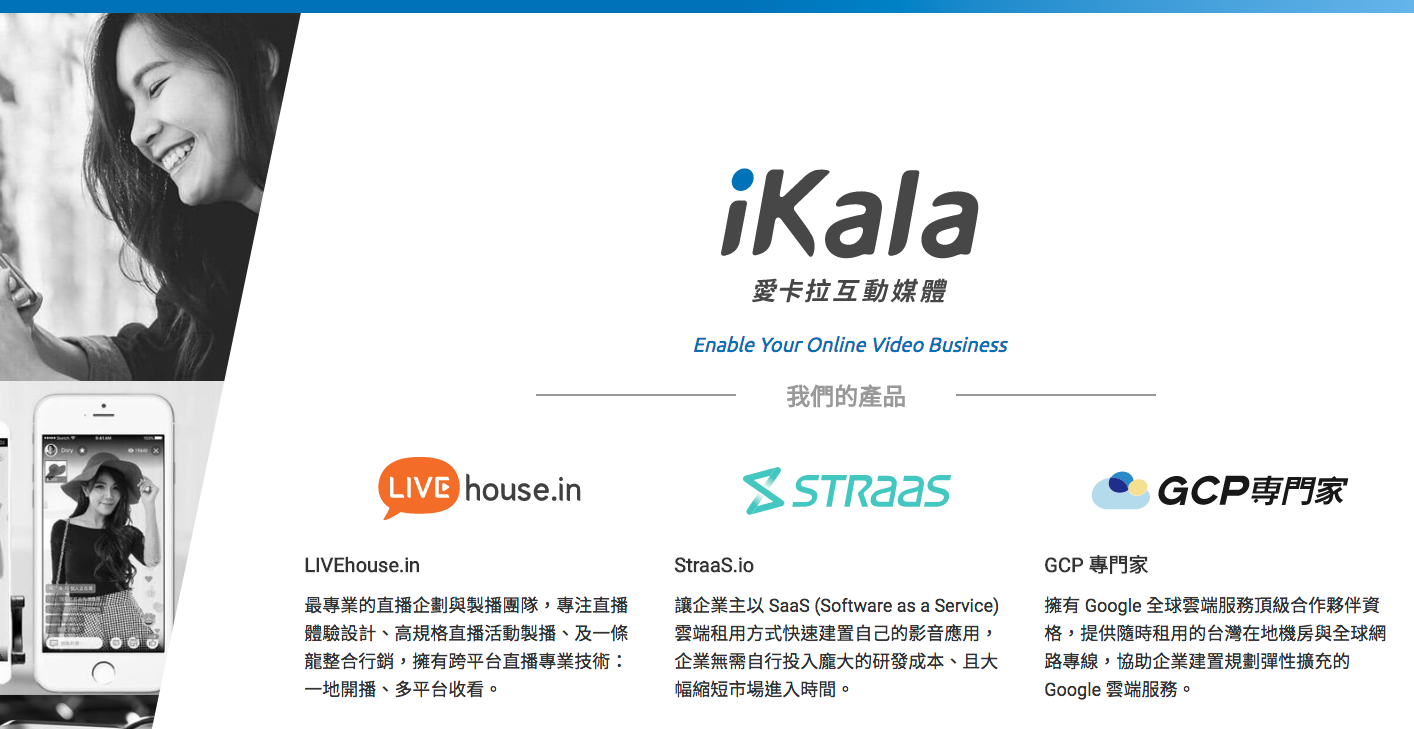 iKala
愛卡拉互動媒體
Enable Your Online Video Business
我們的產品
LIVE house.in
STRaaS
GCP専門家
LIVEhouse.in
最專業的直播企劃與製播團隊，專注直播
體驗設計、高規格直播活動製播、及一條
龍整合行銷，擁有跨平台直播專業技術：
一地開播、多平台收看。
StraaS.io
讓企業主以 SaaS (Software as a Service)
雲端租用方式快速建置自己的影音應用，
企業無需自行投入龐大的研發成本、且大
幅縮短市場進入時間。
GCP 專門家
擁有 Google 全球雲端服務頂級合作夥伴資
格，提供隨時租用的台灣在地機房與全球網
路專線，協助企業建置規劃彈性擴充的
Google 雲端服務。
9:41 AM
Dory